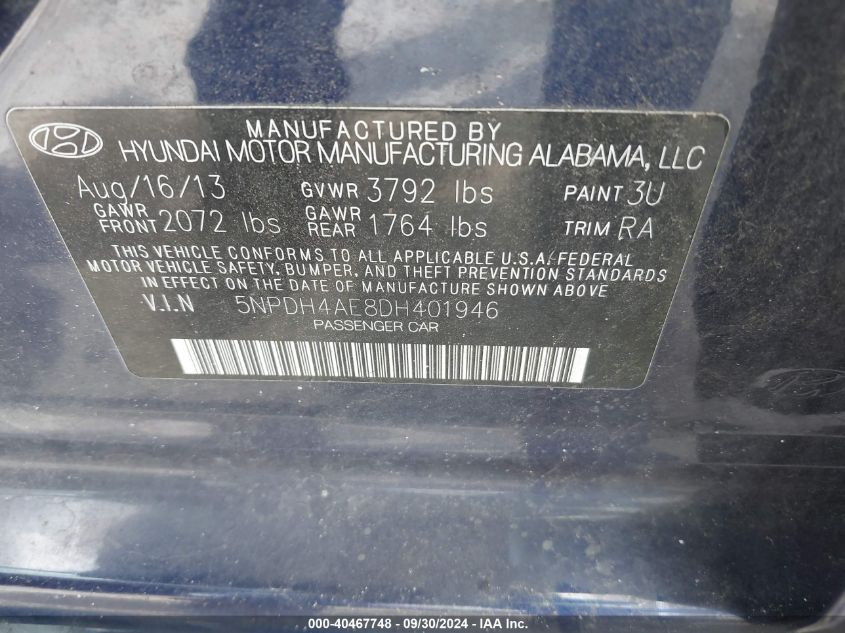 MANUFACTURED BY
HYUNDAI MOTOR MANUFACTURING ALABAMA, LLC
Aug/16/13 GVWR 3792 lbs PAINT 3U
GAWR FRONT 2072 lbs GAWR REAR 1764 lbs TRIM RA
THIS VEHICLE CONFORMS TO ALL APPLICABLE U.S.A. FEDERAL
MOTOR VEHICLE SAFETY, BUMPER, AND THEFT PREVENTION STANDARDS
IN EFFECT ON THE DATE OF MANUFACTURE SHOWN ABOVE
V.I.N 5NPDH4AE8DH401946
PASSENGER CAR
000-40467748 - 09/30/2024 - IAA Inc.